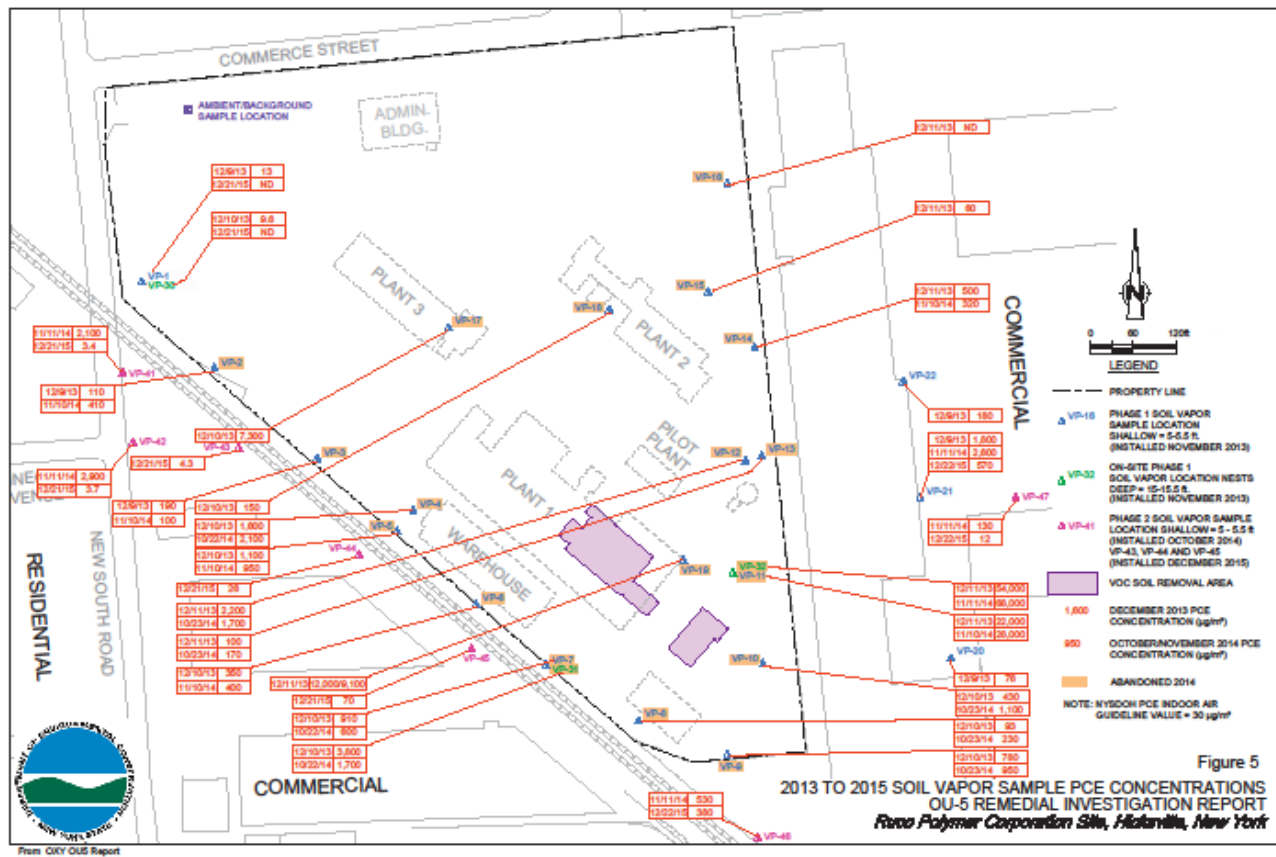 COMMERCE STREET
AMBIENT/BACKGROUND
SAMPLE LOCATION
ADMIN.
BLDG.
12/11/13 ND
VP-16
12/9/13 13
12/21/15 ND
12/10/13 9.6
12/21/15 ND
12/11/13 60
VP-1
VP-30
PLANT 3
VP-15
12/11/13 500
11/10/14 320
VP-17
VP-18
PLANT 2
VP-14
COMMERCIAL
N
0 60 120ft
LEGEND
11/11/14 2,100
12/21/15 3.4
VP-41
VP-2
12/9/13 110
11/10/14 410
VP-22
12/9/13 180
12/9/13 1,800
11/11/14 2,600
12/22/15 570
VP-42
12/10/13 7,300
VP-43
12/21/15 4.3
VP-3
11/11/14 2,900
12/21/15 3.7
PILOT
PLANT
VP-12
VP-13
VP-21
VP-47
11/11/14 130
12/22/15 12
12/9/13 190
11/10/14 100
12/10/13 150
12/10/13 1,600
10/22/14 2,100
12/10/13 1,100
11/10/14 950
VP-4
VP-5
PLANT 1
WAREHOUSE
VP-44
VP-19
VP-32
VP-11
RESIDENTIAL
NEW SOUTH ROAD
12/21/15 26
12/11/13 2,200
10/23/14 1,700
12/11/13 100
10/23/14 170
12/10/13 350
11/10/14 400
VP-6
VP-45
VP-7
VP-31
12/11/13 54,000
11/11/14 66,000
12/11/13 22,000
11/10/14 28,000
VP-10
VP-20
12/9/13 76
12/10/13 430
10/23/14 1,100
12/10/13 93
10/23/14 230
12/10/13 780
10/23/14 950
12/11/13 12,000/9,100
12/21/15 70
12/10/13 910
10/22/14 600
12/10/13 3,800
10/22/14 1,700
VP-9
COMMERCIAL
11/11/14 530
12/22/15 380
VP-46
PROPERTY LINE
VP-16 PHASE 1 SOIL VAPOR
SAMPLE LOCATION
SHALLOW = 5-5.5 ft.
(INSTALLED NOVEMBER 2013)
VP-32 ON-SITE PHASE 1
SOIL VAPOR LOCATION NESTS
DEEP = 15-15.5 ft.
(INSTALLED NOVEMBER 2013)
VP-41 PHASE 2 SOIL VAPOR SAMPLE
LOCATION SHALLOW = 5 - 5.5 ft
(INSTALLED OCTOBER 2014)
VP-43, VP-44 AND VP-45
(INSTALLED DECEMBER 2015)
VOC SOIL REMOVAL AREA
1,600 DECEMBER 2013 PCE
CONCENTRATION (µg/m³)
950 OCTOBER/NOVEMBER 2014 PCE
CONCENTRATION (µg/m³)
ABANDONED 2014
NOTE: NYSDOH PCE INDOOR AIR
GUIDELINE VALUE = 30 µg/m³
Figure 5
2013 TO 2015 SOIL VAPOR SAMPLE PCE CONCENTRATIONS
OU-5 REMEDIAL INVESTIGATION REPORT
Ruco Polymer Corporation Site, Hicksville, New York
From OXY OU5 Report